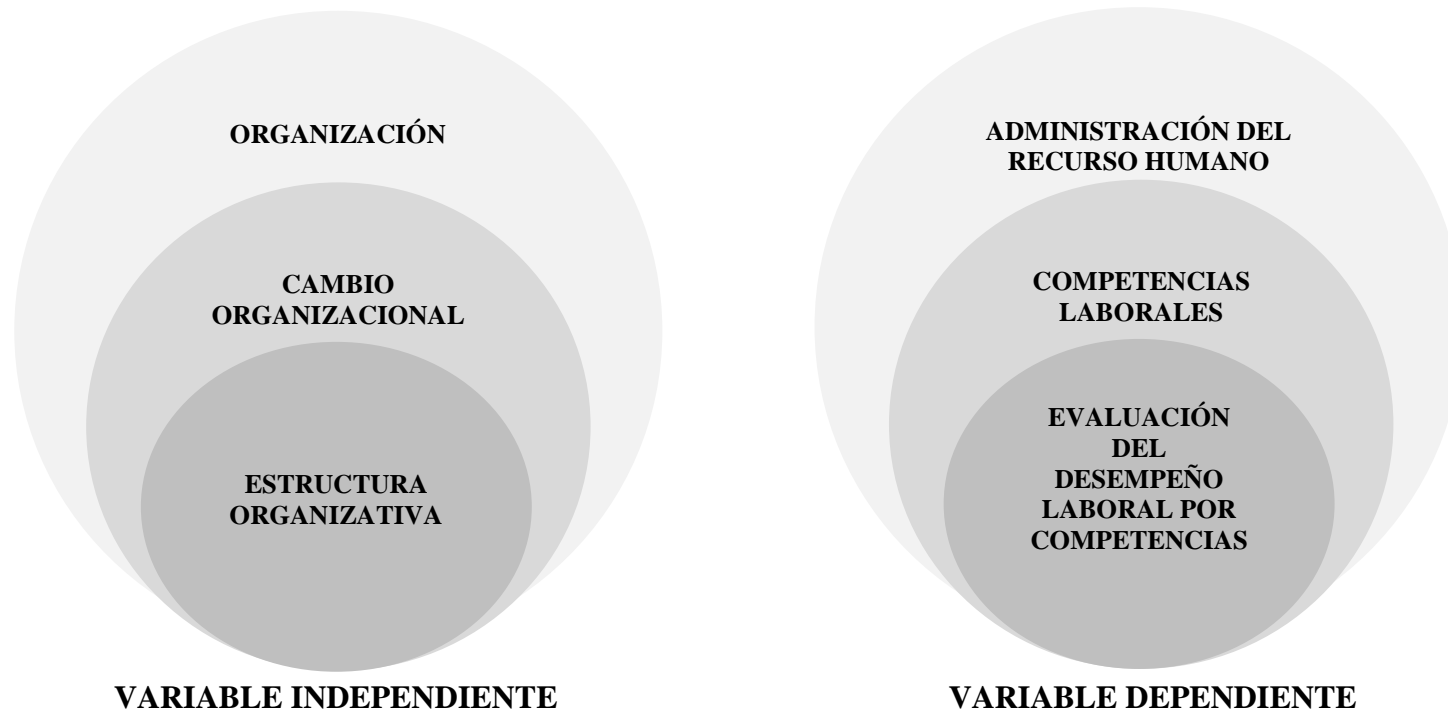 ORGANIZACIÓN
CAMBIO
ORGANIZACIONAL
ESTRUCTURA
ORGANIZATIVA
VARIABLE INDEPENDIENTE
ADMINISTRACIÓN DEL
RECURSO HUMANO
COMPETENCIAS
LABORALES
EVALUACIÓN
DEL
DESEMPEÑO
LABORAL POR
COMPETENCIAS
VARIABLE DEPENDIENTE